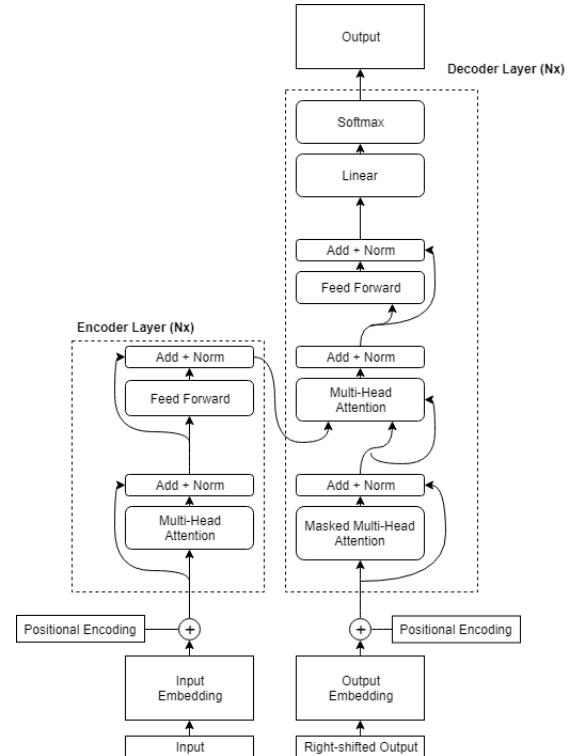 Output
Decoder Layer (Nx)
Softmax
Linear
Add + Norm
Feed Forward
Encoder Layer (Nx)
Add + Norm
Feed Forward
Add + Norm
Multi-Head
Attention
Add + Norm
Multi-Head
Attention
Add + Norm
Masked Multi-Head
Attention
Positional Encoding
+
+
Positional Encoding
Input
Embedding
Output
Embedding
Input
Right-shifted Output